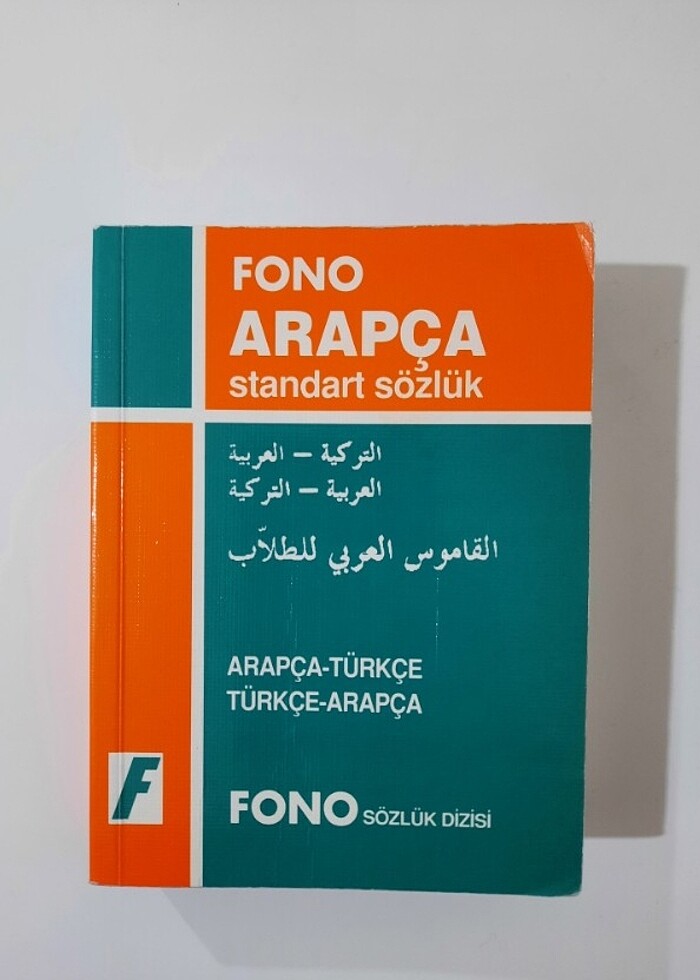 FONO
ARAPÇA
standart sözlük
التركية – العربية
العربية – التركية
القاموس العربي للطلاّب
ARAPÇA-TÜRKÇE
TÜRKÇE-ARAPÇA
F
FONO SÖZLÜK DİZİSİ